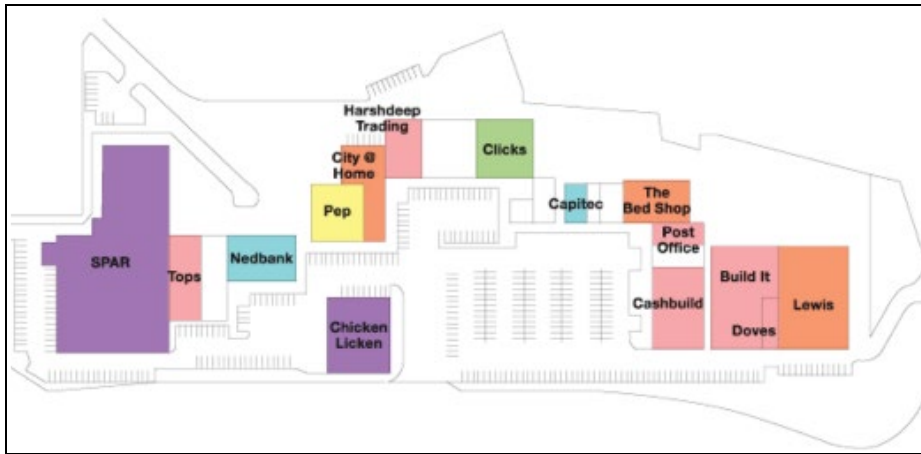 Harshdeep
Trading
City @
Home
Clicks
Pep
Capitec
The
Bed Shop
Post
Office
SPAR
Tops
Nedbank
Build It
Cashbuild
Lewis
Doves
Chicken
Licken